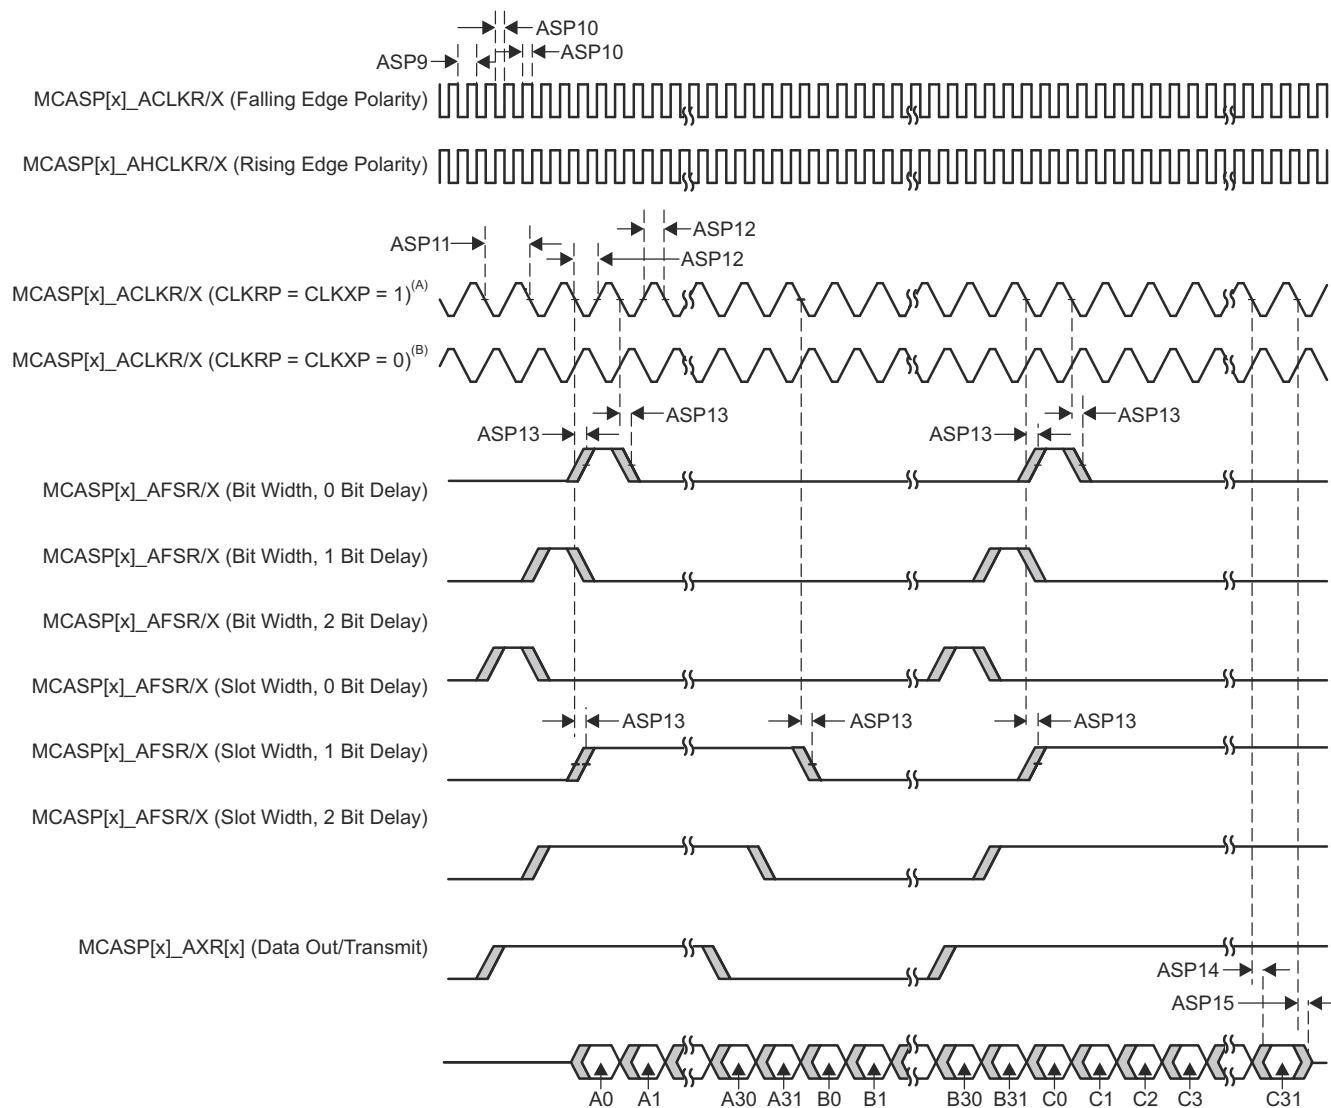 ASP10
ASP10
ASP9
MCASP[x]_ACLKR/X (Falling Edge Polarity)
MCASP[x]_AHCLKR/X (Rising Edge Polarity)
ASP12
ASP11
ASP12
MCASP[x]_ACLKR/X (CLKRP = CLKXP = 1)(A)
MCASP[x]_ACLKR/X (CLKRP = CLKXP = 0)(B)
ASP13 ASP13
ASP13 ASP13
MCASP[x]_AFSR/X (Bit Width, 0 Bit Delay)
MCASP[x]_AFSR/X (Bit Width, 1 Bit Delay)
MCASP[x]_AFSR/X (Bit Width, 2 Bit Delay)
MCASP[x]_AFSR/X (Slot Width, 0 Bit Delay)
ASP13 ASP13 ASP13
MCASP[x]_AFSR/X (Slot Width, 1 Bit Delay)
MCASP[x]_AFSR/X (Slot Width, 2 Bit Delay)
MCASP[x]_AXR[x] (Data Out/Transmit)
ASP14
ASP15
A0 A1 A30 A31 B0 B1 B30 B31 C0 C1 C2 C3 C31